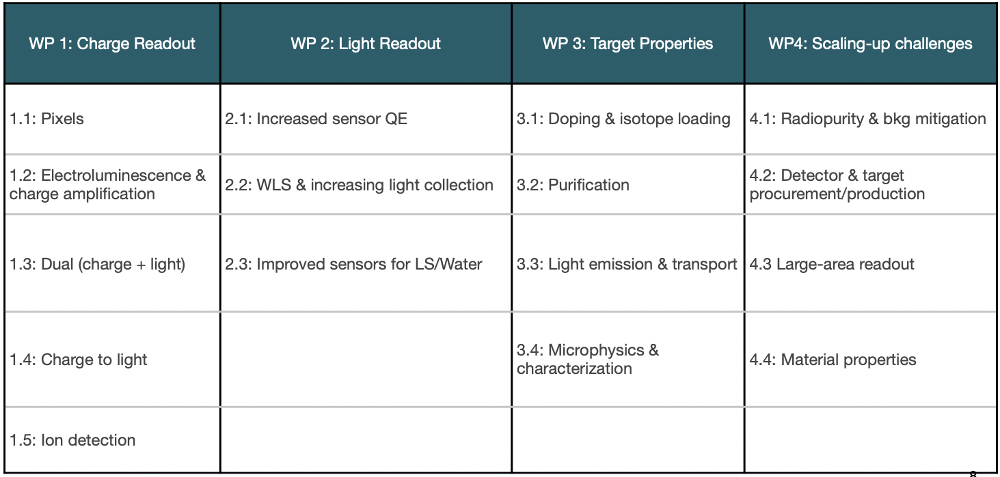 WP 1: Charge Readout
WP 2: Light Readout
WP 3: Target Properties
WP4: Scaling-up challenges
1.1: Pixels
2.1: Increased sensor QE
3.1: Doping & isotope loading
4.1: Radiopurity & bkg mitigation
1.2: Electroluminescence &
charge amplification
2.2: WLS & increasing light collection
3.2: Purification
4.2: Detector & target
procurement/production
1.3: Dual (charge + light)
2.3: Improved sensors for LS/Water
3.3: Light emission & transport
4.3 Large-area readout
1.4: Charge to light
3.4: Microphysics &
characterization
4.4: Material properties
1.5: Ion detection